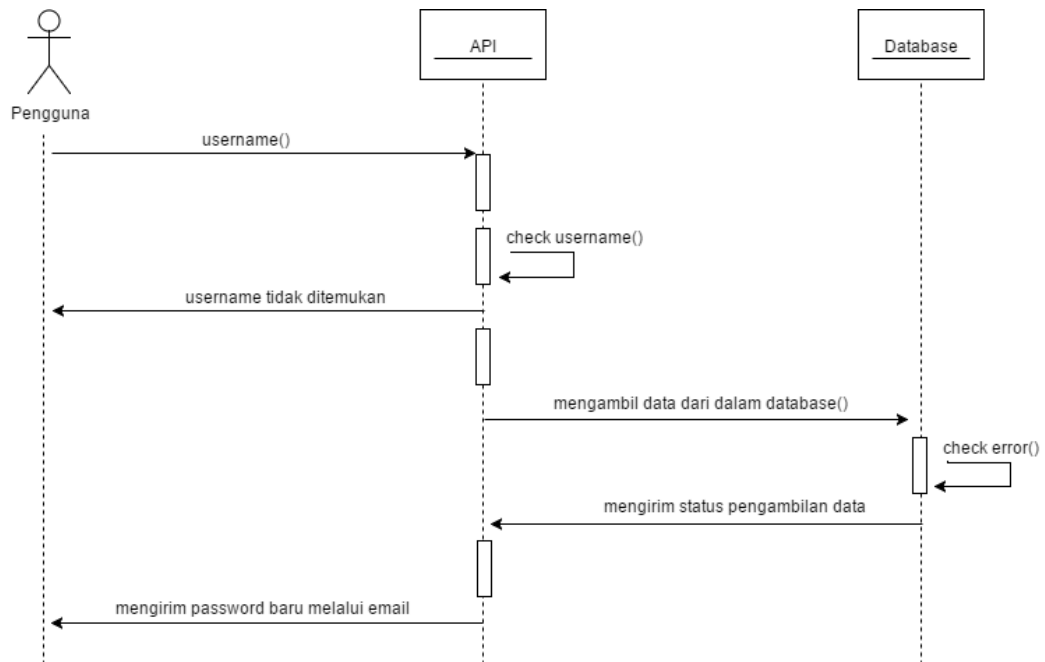 API
Database
Pengguna
username()
check username()
username tidak ditemukan
mengambil data dari dalam database()
check error()
mengirim status pengambilan data
mengirim password baru melalui email